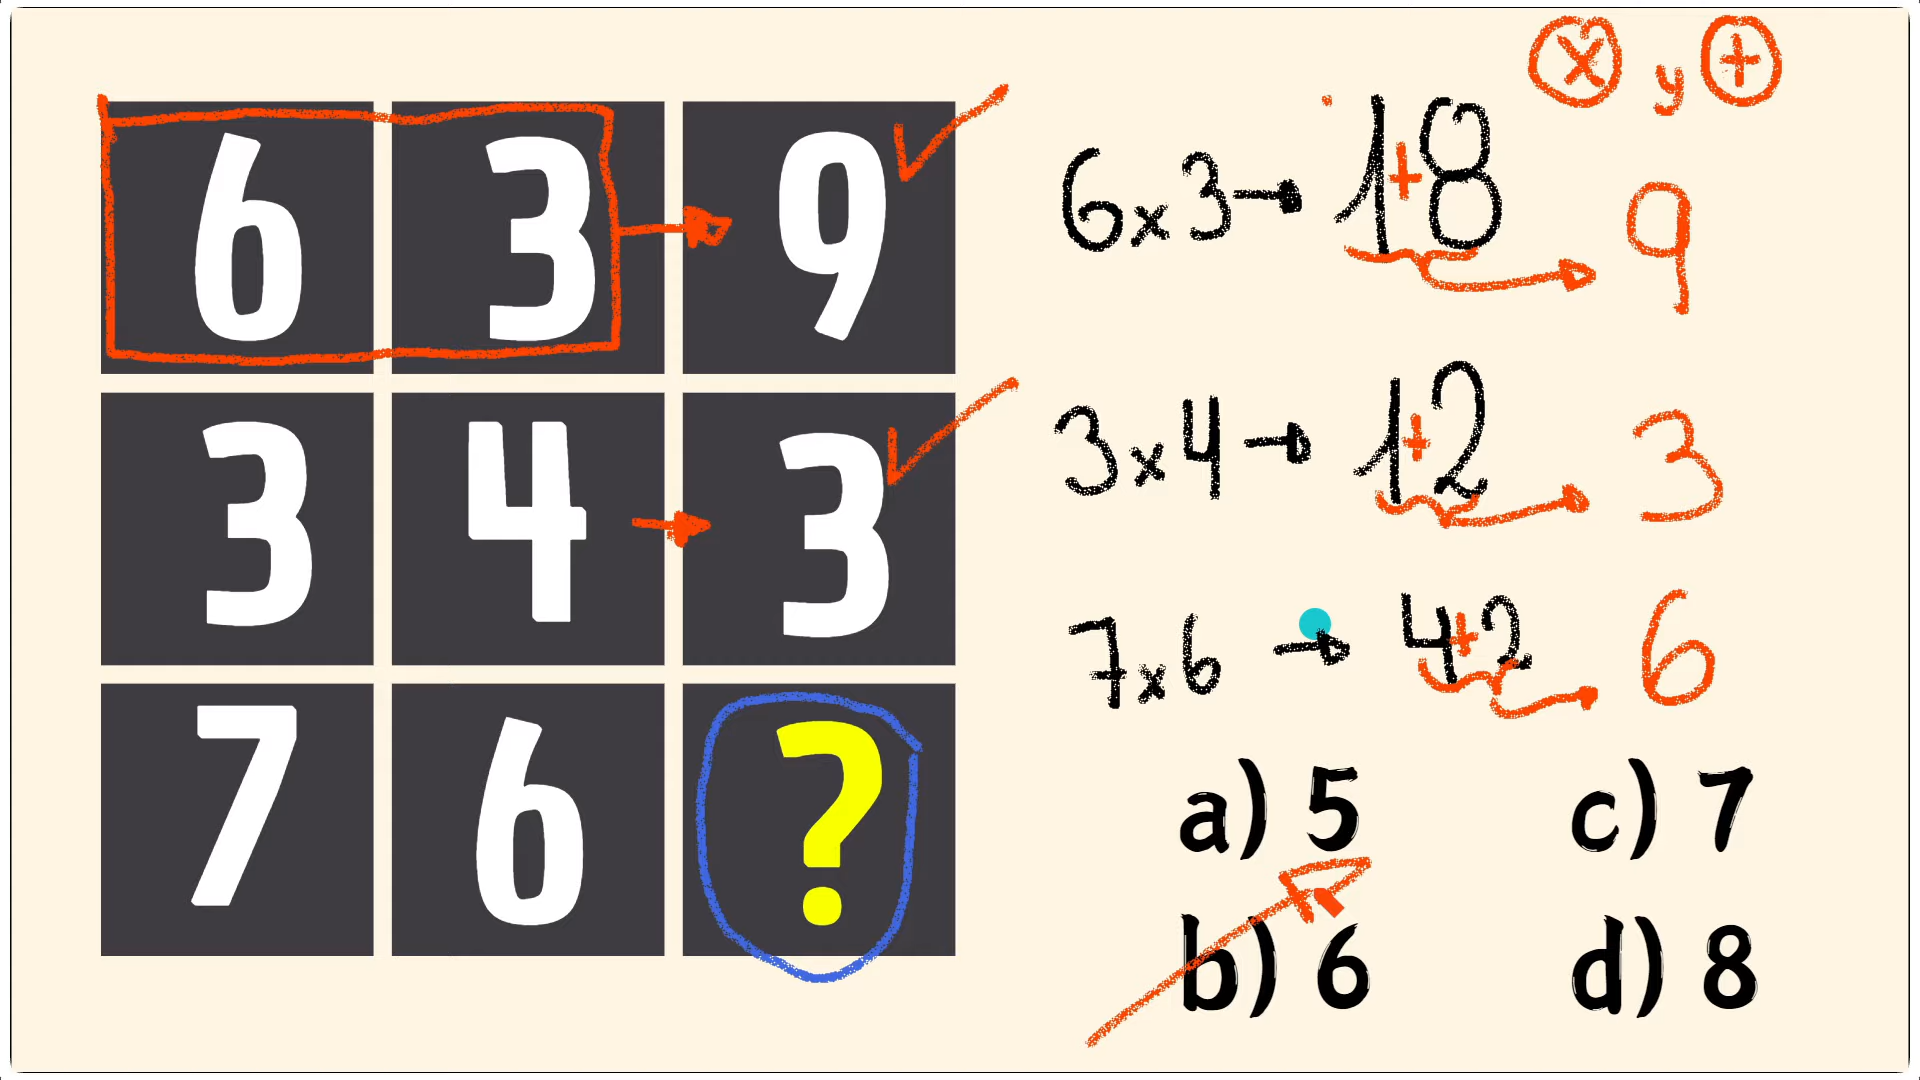 6 3 9
3 4 3
7 6 ?
x y +
6x3→1+8 9
3x4→1+2 3
7x6→4+2 6
a) 5 c) 7
b) 6 d) 8